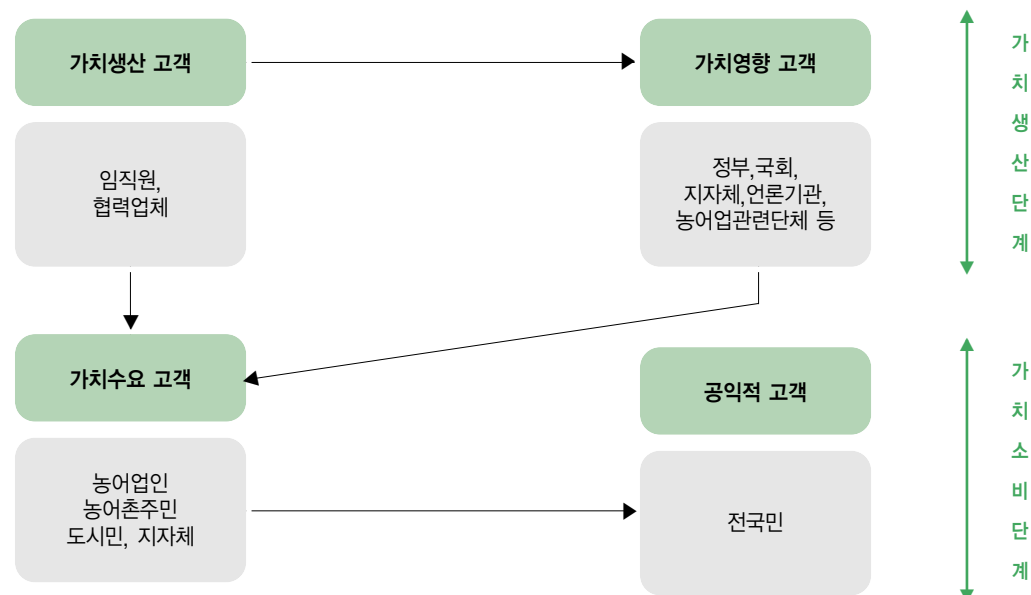 가치생산 고객
가치영향 고객
임직원,
협력업체
정부,국회,
지자체,언론기관,
농어업관련단체 등
가치생산단계
가치수요 고객
공익적 고객
농어업인
농어촌주민
도시민, 지자체
전국민
가치소비단계